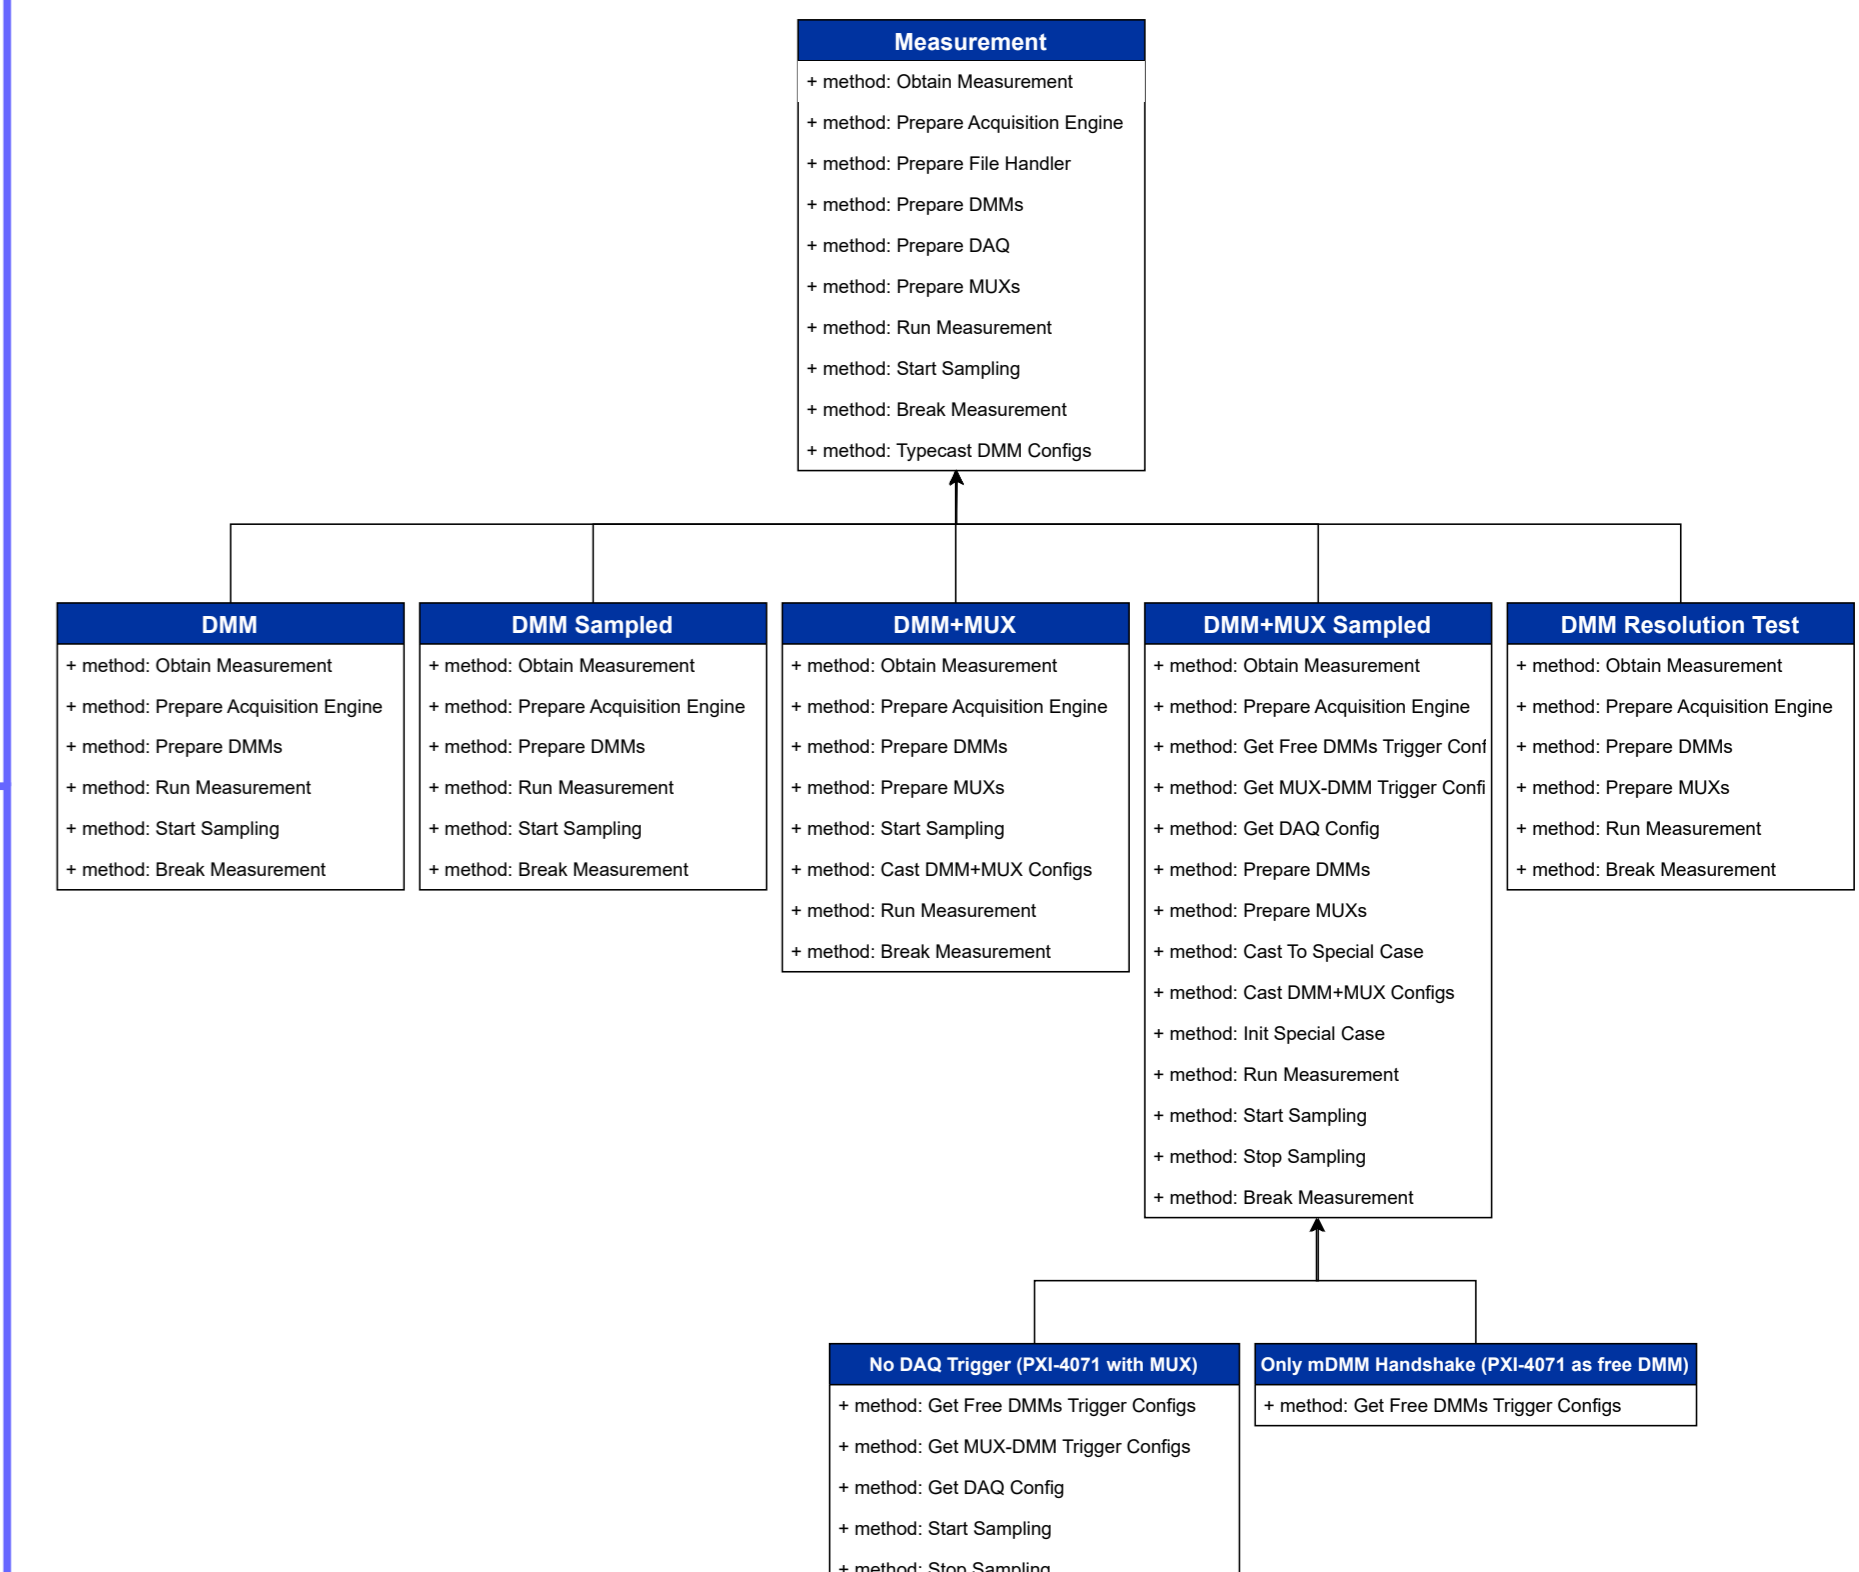 Measurement
+ method: Obtain Measurement
+ method: Prepare Acquisition Engine
+ method: Prepare File Handler
+ method: Prepare DMMs
+ method: Prepare DAQ
+ method: Prepare MUXs
+ method: Run Measurement
+ method: Start Sampling
+ method: Break Measurement
+ method: Typecast DMM Configs
DMM
+ method: Obtain Measurement
+ method: Prepare Acquisition Engine
+ method: Prepare DMMs
+ method: Run Measurement
+ method: Start Sampling
+ method: Break Measurement
DMM Sampled
+ method: Obtain Measurement
+ method: Prepare Acquisition Engine
+ method: Prepare DMMs
+ method: Run Measurement
+ method: Start Sampling
+ method: Break Measurement
DMM+MUX
+ method: Obtain Measurement
+ method: Prepare Acquisition Engine
+ method: Prepare DMMs
+ method: Prepare MUXs
+ method: Start Sampling
+ method: Cast DMM+MUX Configs
+ method: Run Measurement
+ method: Break Measurement
DMM+MUX Sampled
+ method: Obtain Measurement
+ method: Prepare Acquisition Engine
+ method: Get Free DMMs Trigger Conf
+ method: Get MUX-DMM Trigger Confi
+ method: Get DAQ Config
+ method: Prepare DMMs
+ method: Prepare MUXs
+ method: Cast To Special Case
+ method: Cast DMM+MUX Configs
+ method: Init Special Case
+ method: Run Measurement
+ method: Start Sampling
+ method: Stop Sampling
+ method: Break Measurement
DMM Resolution Test
+ method: Obtain Measurement
+ method: Prepare Acquisition Engine
+ method: Prepare DMMs
+ method: Prepare MUXs
+ method: Run Measurement
+ method: Break Measurement
No DAQ Trigger (PXI-4071 with MUX)
+ method: Get Free DMMs Trigger Configs
+ method: Get MUX-DMM Trigger Configs
+ method: Get DAQ Config
+ method: Start Sampling
+ method: Stop Sampling
Only mDMM Handshake (PXI-4071 as free DMM)
+ method: Get Free DMMs Trigger Configs